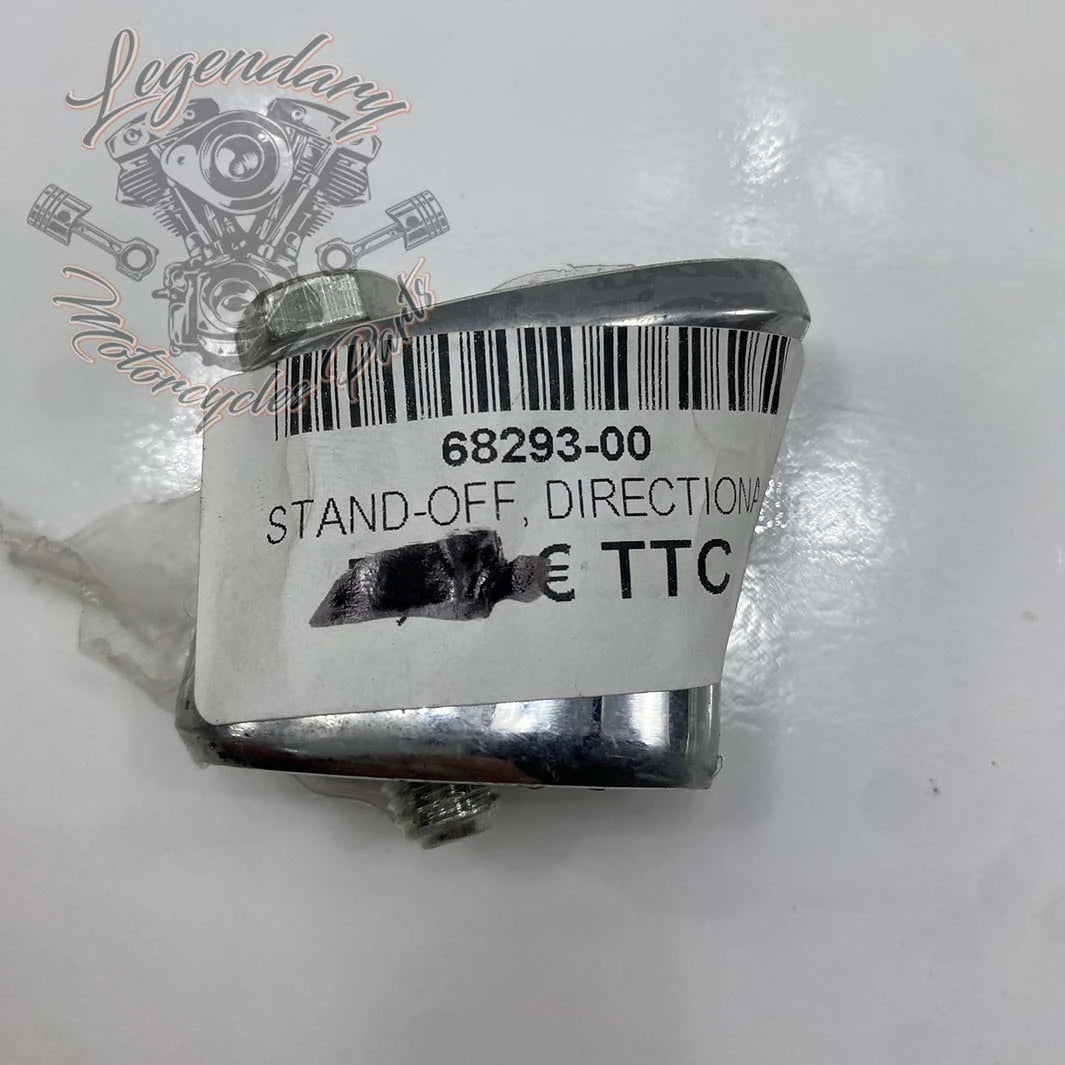 Legendary
Motorcycles Parts
68293-00
STAND-OFF, DIRECTIONA
€ TTC